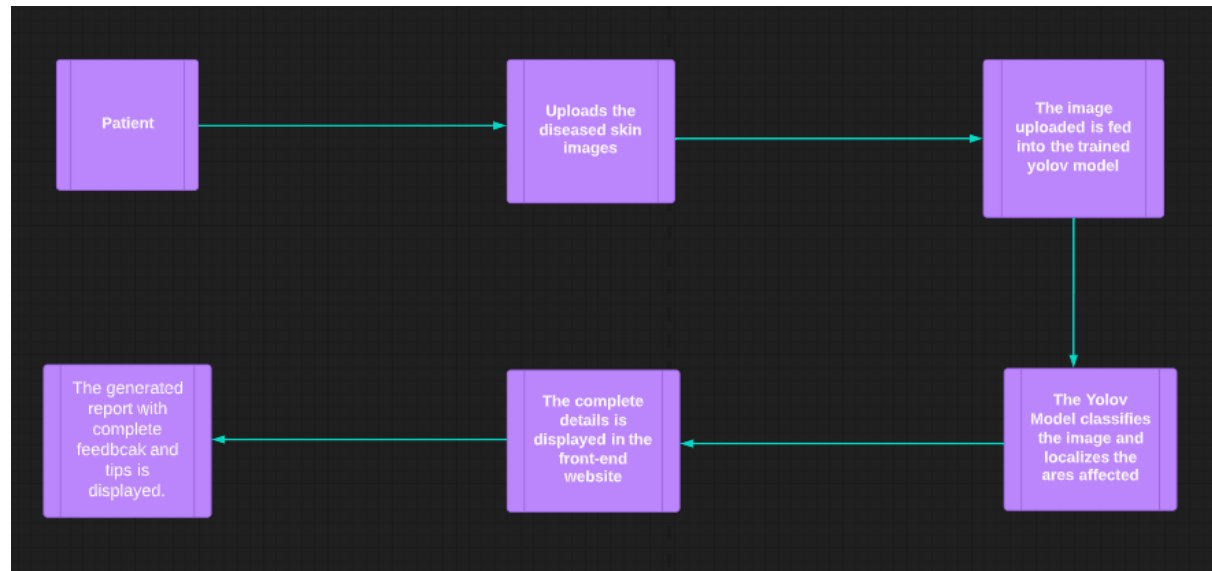 Patient
Uploads the
diseased skin
images
The image
uploaded is fed
into the trained
yolov model
The Yolov
Model classifies
the image and
localizes the
ares affected
The complete
details is
displayed in the
front-end
website
The generated
report with
complete
feedbcak and
tips is
displayed.